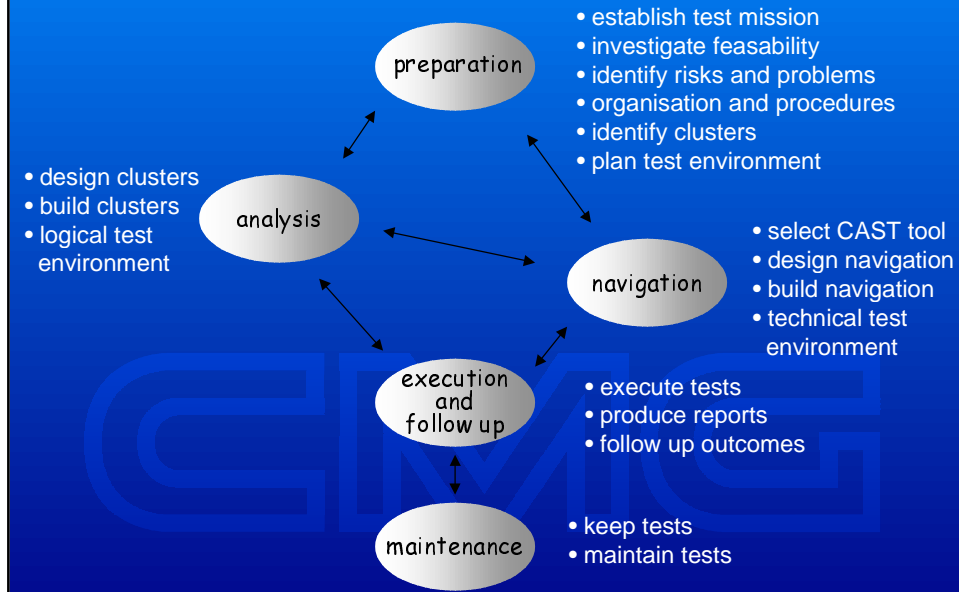 preparation
• establish test mission
• investigate feasability
• identify risks and problems
• organisation and procedures
• identify clusters
• plan test environment
• design clusters
• build clusters
• logical test
environment
analysis
navigation
• select CAST tool
• design navigation
• build navigation
• technical test
environment
execution
and
follow up
• execute tests
• produce reports
• follow up outcomes
maintenance
• keep tests
• maintain tests
CMG